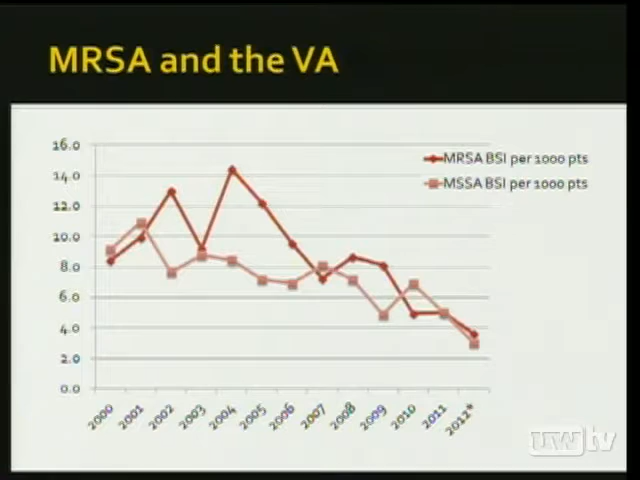 MRSA and the VA
16.0
14.0
12.0
10.0
8.0
6.0
4.0
2.0
0.0
MRSA BSI per 1000 pts
MSSA BSI per 1000 pts
2000 2001 2002 2003 2004 2005 2006 2007 2008 2009 2010 2011 2012*
uwtv